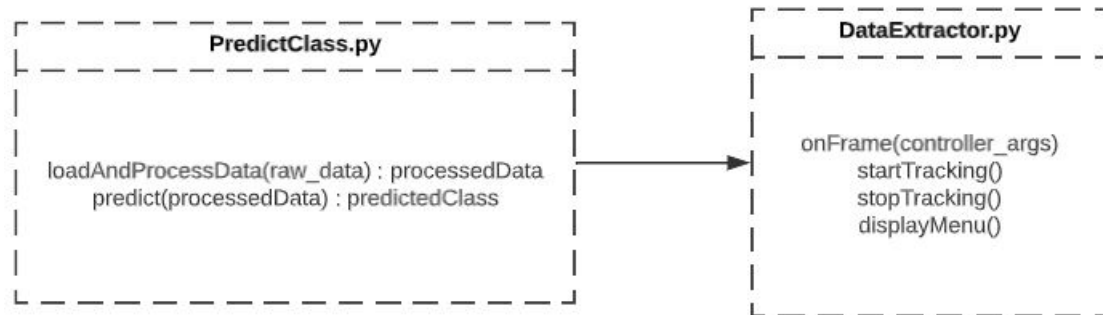 PredictClass.py
loadAndProcessData(raw_data) : processedData
predict(processedData) : predictedClass
DataExtractor.py
onFrame(controller_args)
startTracking()
stopTracking()
displayMenu()